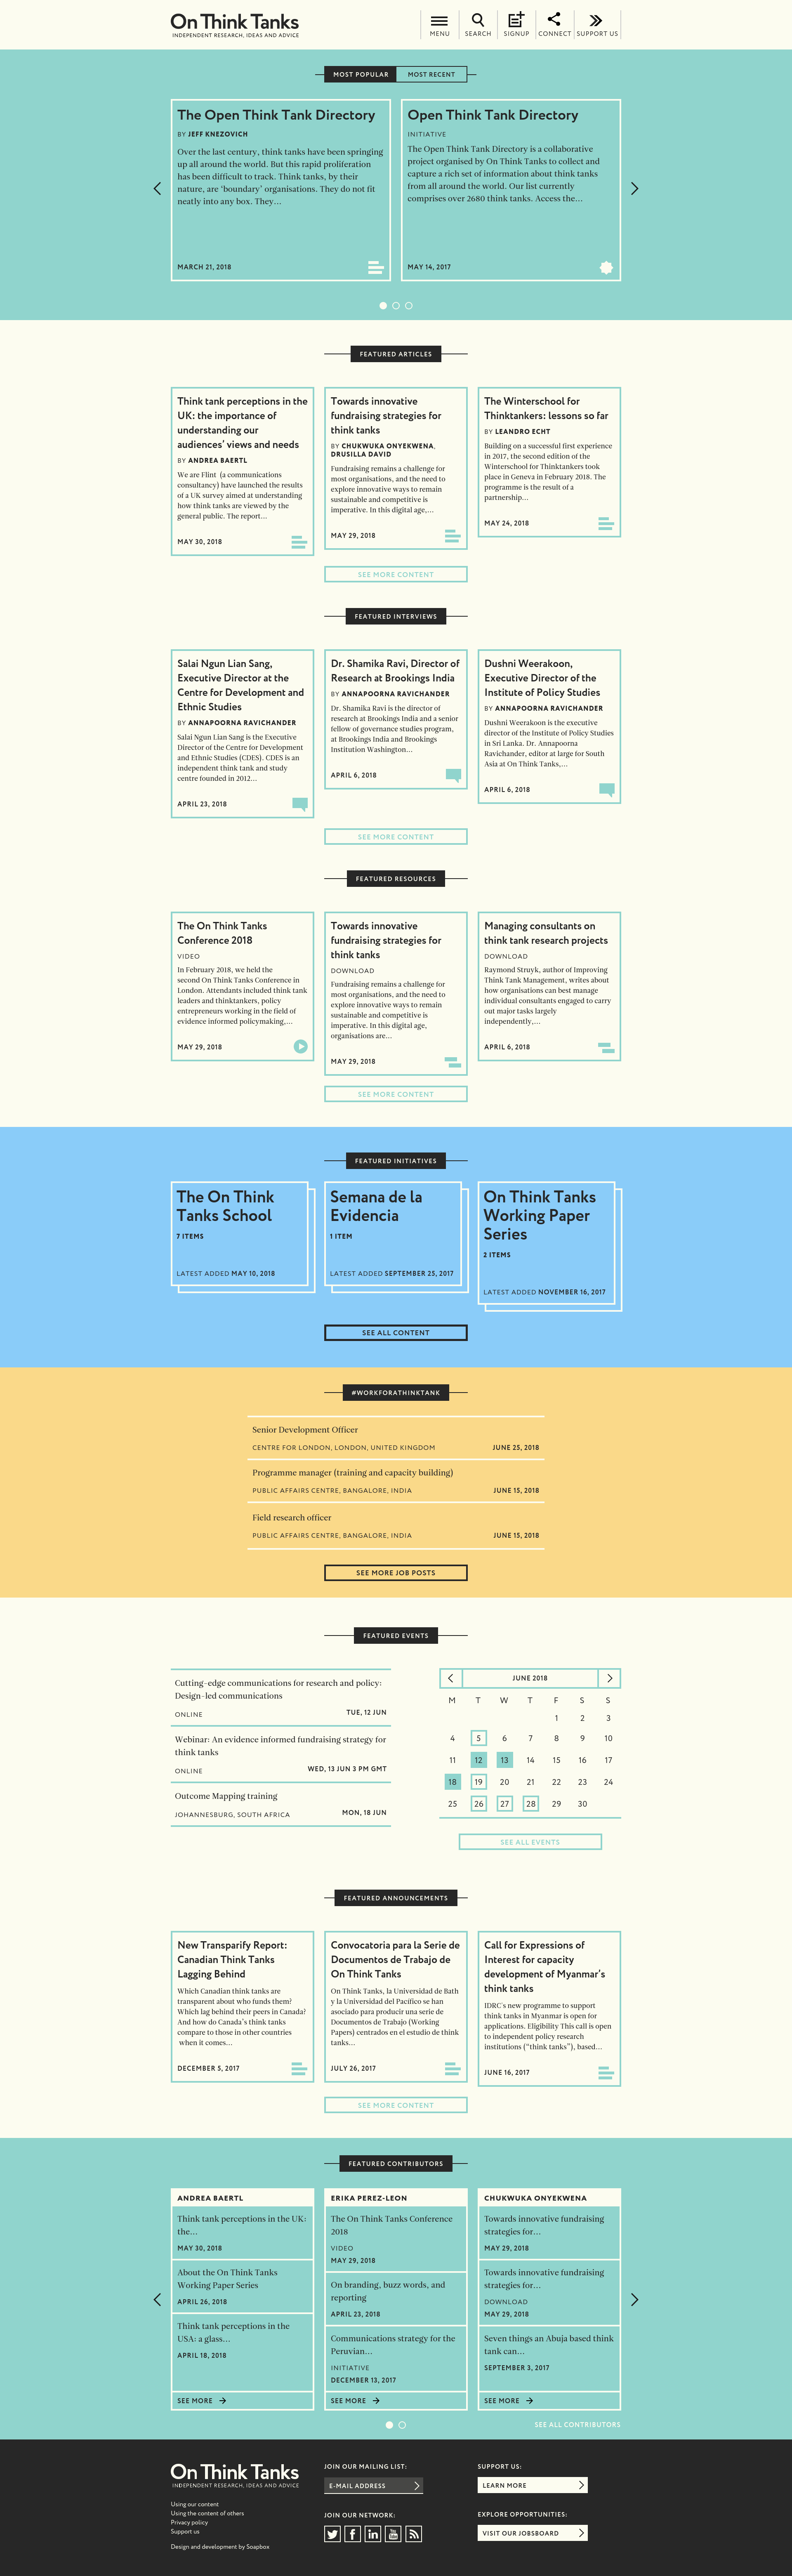 On Think Tanks
INDEPENDENT RESEARCH, IDEAS AND ADVICE
MENU
SEARCH
SIGNUP
CONNECT
SUPPORT US
MOST POPULAR
MOST RECENT
The Open Think Tank Directory
BY JEFF KNEZOVICH
Over the last century, think tanks have been springing
up all around the world. But this rapid proliferation
has been difficult to track. Think tanks, by their
nature, are ‘boundary’ organisations. They do not fit
neatly into any box. They…
MARCH 21, 2018
Open Think Tank Directory
INITIATIVE
The Open Think Tank Directory is a collaborative
project organised by On Think Tanks to collect and
capture a rich set of information about think tanks
from all around the world. Our list currently
comprises over 2680 think tanks. Access the…
MAY 14, 2017
FEATURED ARTICLES
Think tank perceptions in the
UK: the importance of
understanding our
audiences’ views and needs
BY ANDREA BAERTL
We are Flint (a communications
consultancy) have launched the results
of a UK survey aimed at understanding
how think tanks are viewed by the
general public. The report…
MAY 30, 2018
Towards innovative
fundraising strategies for
think tanks
BY CHUKWUKA ONYEKWENA,
DRUSILLA DAVID
Fundraising remains a challenge for
most organisations, and the need to
explore innovative ways to remain
sustainable and competitive is
imperative. In this digital age,…
MAY 29, 2018
The Winterschool for
Thinktankers: lessons so far
BY LEANDRO ECHT
Building on a successful first experience
in 2017, the second edition of the
Winterschool for Thinktankers took
place in Geneva in February 2018. The
programme is the result of a
partnership…
MAY 24, 2018
SEE MORE CONTENT
FEATURED INTERVIEWS
Salai Ngun Lian Sang,
Executive Director at the
Centre for Development and
Ethnic Studies
BY ANNAPOORNA RAVICHANDER
Salai Ngun Lian Sang is the Executive
Director of the Centre for Development
and Ethnic Studies (CDES). CDES is an
independent think tank and study
centre founded in 2012…
APRIL 23, 2018
Dr. Shamika Ravi, Director of
Research at Brookings India
BY ANNAPOORNA RAVICHANDER
Dr. Shamika Ravi is the director of
research at Brookings India and a senior
fellow of governance studies program,
at Brookings India and Brookings
Institution Washington…
APRIL 6, 2018
Dushni Weerakoon,
Executive Director of the
Institute of Policy Studies
BY ANNAPOORNA RAVICHANDER
Dushni Weerakoon is the executive
director of the Institute of Policy Studies
in Sri Lanka. Dr. Annapoorna
Ravichander, editor at large for South
Asia at On Think Tanks,…
APRIL 6, 2018
SEE MORE CONTENT
FEATURED RESOURCES
The On Think Tanks
Conference 2018
VIDEO
In February 2018, we held the
second On Think Tanks Conference in
London. Attendants included think tank
leaders and thinktankers, policy
entrepreneurs working in the field of
evidence informed policymaking,…
MAY 29, 2018
Towards innovative
fundraising strategies for
think tanks
DOWNLOAD
Fundraising remains a challenge for
most organisations, and the need to
explore innovative ways to remain
sustainable and competitive is
imperative. In this digital age,
organisations are…
MAY 29, 2018
Managing consultants on
think tank research projects
DOWNLOAD
Raymond Struyk, author of Improving
Think Tank Management, writes about
how organisations can best manage
individual consultants engaged to carry
out major tasks largely
independently,…
APRIL 6, 2018
SEE MORE CONTENT
FEATURED INITIATIVES
The On Think
Tanks School
7 ITEMS
LATEST ADDED MAY 10, 2018
Semana de la
Evidencia
1 ITEM
LATEST ADDED SEPTEMBER 25, 2017
On Think Tanks
Working Paper
Series
2 ITEMS
LATEST ADDED NOVEMBER 16, 2017
SEE ALL CONTENT
#WORKFORATHINKTANK
Senior Development Officer
CENTRE FOR LONDON, LONDON, UNITED KINGDOM JUNE 25, 2018
Programme manager (training and capacity building)
PUBLIC AFFAIRS CENTRE, BANGALORE, INDIA JUNE 15, 2018
Field research officer
PUBLIC AFFAIRS CENTRE, BANGALORE, INDIA JUNE 15, 2018
SEE MORE JOB POSTS
FEATURED EVENTS
Cutting-edge communications for research and policy:
Design-led communications
ONLINE TUE, 12 JUN
Webinar: An evidence informed fundraising strategy for
think tanks
ONLINE WED, 13 JUN 3 PM GMT
Outcome Mapping training
JOHANNESBURG, SOUTH AFRICA MON, 18 JUN
JUNE 2018
M T W T F S S
1 2 3
4 5 6 7 8 9 10
11 12 13 14 15 16 17
18 19 20 21 22 23 24
25 26 27 28 29 30
SEE ALL EVENTS
FEATURED ANNOUNCEMENTS
New Transparify Report:
Canadian Think Tanks
Lagging Behind
Which Canadian think tanks are
transparent about who funds them?
Which lag behind their peers in Canada?
And how do Canada’s think tanks
compare to those in other countries
when it comes…
DECEMBER 5, 2017
Convocatoria para la Serie de
Documentos de Trabajo de
On Think Tanks
On Think Tanks, la Universidad de Bath
y la Universidad del Pacífico se han
asociado para producir una serie de
Documentos de Trabajo (Working
Papers) centrados en el estudio de think
tanks…
JULY 26, 2017
Call for Expressions of
Interest for capacity
development of Myanmar’s
think tanks
IDRC´s new programme to support
think tanks in Myanmar is open for
applications. Eligibility This call is open
to independent policy research
institutions (“think tanks”), based…
JUNE 16, 2017
SEE MORE CONTENT
FEATURED CONTRIBUTORS
ANDREA BAERTL
Think tank perceptions in the UK:
the…
MAY 30, 2018
About the On Think Tanks
Working Paper Series
APRIL 26, 2018
Think tank perceptions in the
USA: a glass…
APRIL 18, 2018
SEE MORE
ERIKA PEREZ-LEON
The On Think Tanks Conference
2018
VIDEO
MAY 29, 2018
On branding, buzz words, and
reporting
APRIL 23, 2018
Communications strategy for the
Peruvian…
INITIATIVE
DECEMBER 13, 2017
SEE MORE
CHUKWUKA ONYEKWENA
Towards innovative fundraising
strategies for…
MAY 29, 2018
Towards innovative fundraising
strategies for…
DOWNLOAD
MAY 29, 2018
Seven things an Abuja based think
tank can…
SEPTEMBER 3, 2017
SEE MORE
SEE ALL CONTRIBUTORS
On Think Tanks
INDEPENDENT RESEARCH, IDEAS AND ADVICE
Using our content
Using the content of others
Privacy policy
Support us
Design and development by Soapbox
JOIN OUR MAILING LIST:
E-MAIL ADDRESS
JOIN OUR NETWORK:
You Tube
SUPPORT US:
LEARN MORE
EXPLORE OPPORTUNITIES:
VISIT OUR JOBSBOARD